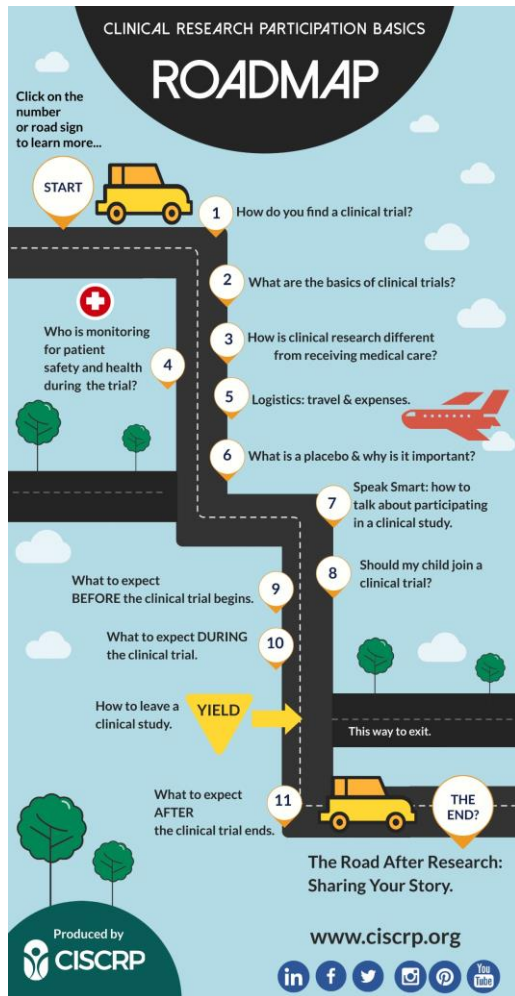 CLINICAL RESEARCH PARTICIPATION BASICS
ROADMAP
Click on the
number
or road sign
to learn more...
START
1
How do you find a clinical trial?
2
What are the basics of clinical trials?
3
How is clinical research different
from receiving medical care?
Who is monitoring
for patient
safety and health
during the trial?
4
5
Logistics: travel & expenses.
6
What is a placebo & why is it important?
7
Speak Smart: how to
talk about participating
in a clinical study.
8
Should my child join a
clinical trial?
What to expect
BEFORE the clinical trial begins.
9
What to expect DURING
the clinical trial.
10
How to leave a
clinical study.
YIELD
This way to exit.
What to expect
AFTER
the clinical trial ends.
11
THE
END?
The Road After Research:
Sharing Your Story.
Produced by
CISCRP
www.ciscrp.org
in
f
You
Tube